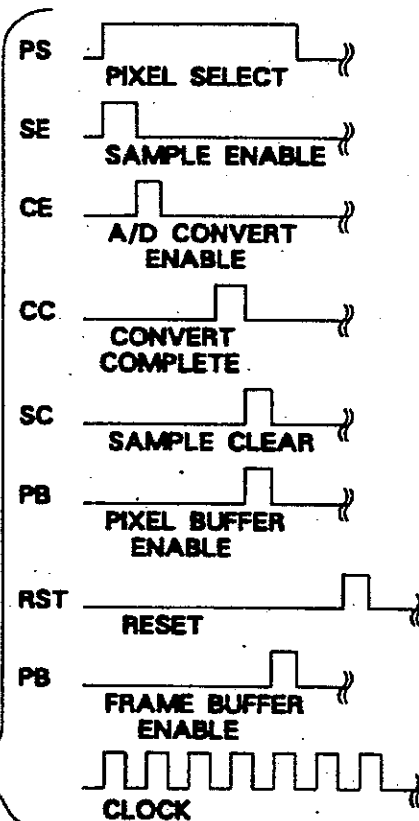 PS
PIXEL SELECT
SE
SAMPLE ENABLE
CE
A/D CONVERT
ENABLE
CC
CONVERT
COMPLETE
SC
SAMPLE CLEAR
PB
PIXEL BUFFER
ENABLE
RST
RESET
PB
FRAME BUFFER
ENABLE
CLOCK